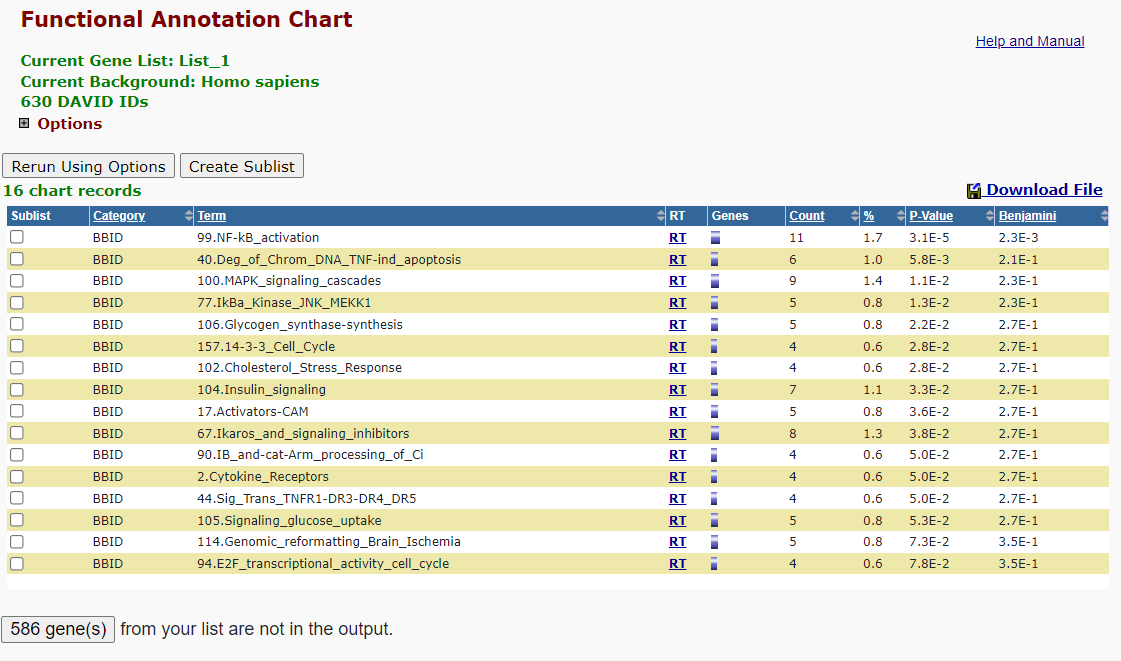 Functional Annotation Chart
Help and Manual
Current Gene List: List_1
Current Background: Homo sapiens
630 DAVID IDs
Options
Rerun Using Options Create Sublist
16 chart records Download File
Sublist Category Term RT Genes Count % P-Value Benjamini
BBID 99.NF-kB_activation RT 11 1.7 3.1E-5 2.3E-3
BBID 40.Deg_of_Chrom_DNA_TNF-ind_apoptosis RT 6 1.0 5.8E-3 2.1E-1
BBID 100.MAPK_signaling_cascades RT 9 1.4 1.1E-2 2.3E-1
BBID 77.IkBa_Kinase_JNK_MEKK1 RT 5 0.8 1.3E-2 2.3E-1
BBID 106.Glycogen_synthase-synthesis RT 5 0.8 2.2E-2 2.7E-1
BBID 157.14-3-3_Cell_Cycle RT 4 0.6 2.8E-2 2.7E-1
BBID 102.Cholesterol_Stress_Response RT 4 0.6 2.8E-2 2.7E-1
BBID 104.Insulin_signaling RT 7 1.1 3.3E-2 2.7E-1
BBID 17.Activators-CAM RT 5 0.8 3.6E-2 2.7E-1
BBID 67.Ikaros_and_signaling_inhibitors RT 8 1.3 3.8E-2 2.7E-1
BBID 90.IB_and-cat-Arm_processing_of_Ci RT 4 0.6 5.0E-2 2.7E-1
BBID 2.Cytokine_Receptors RT 4 0.6 5.0E-2 2.7E-1
BBID 44.Sig_Trans_TNFR1-DR3-DR4_DR5 RT 4 0.6 5.0E-2 2.7E-1
BBID 105.Signaling_glucose_uptake RT 5 0.8 5.3E-2 2.7E-1
BBID 114.Genomic_reformatting_Brain_Ischemia RT 5 0.8 7.3E-2 3.5E-1
BBID 94.E2F_transcriptional_activity_cell_cycle RT 4 0.6 7.8E-2 3.5E-1
586 gene(s) from your list are not in the output.